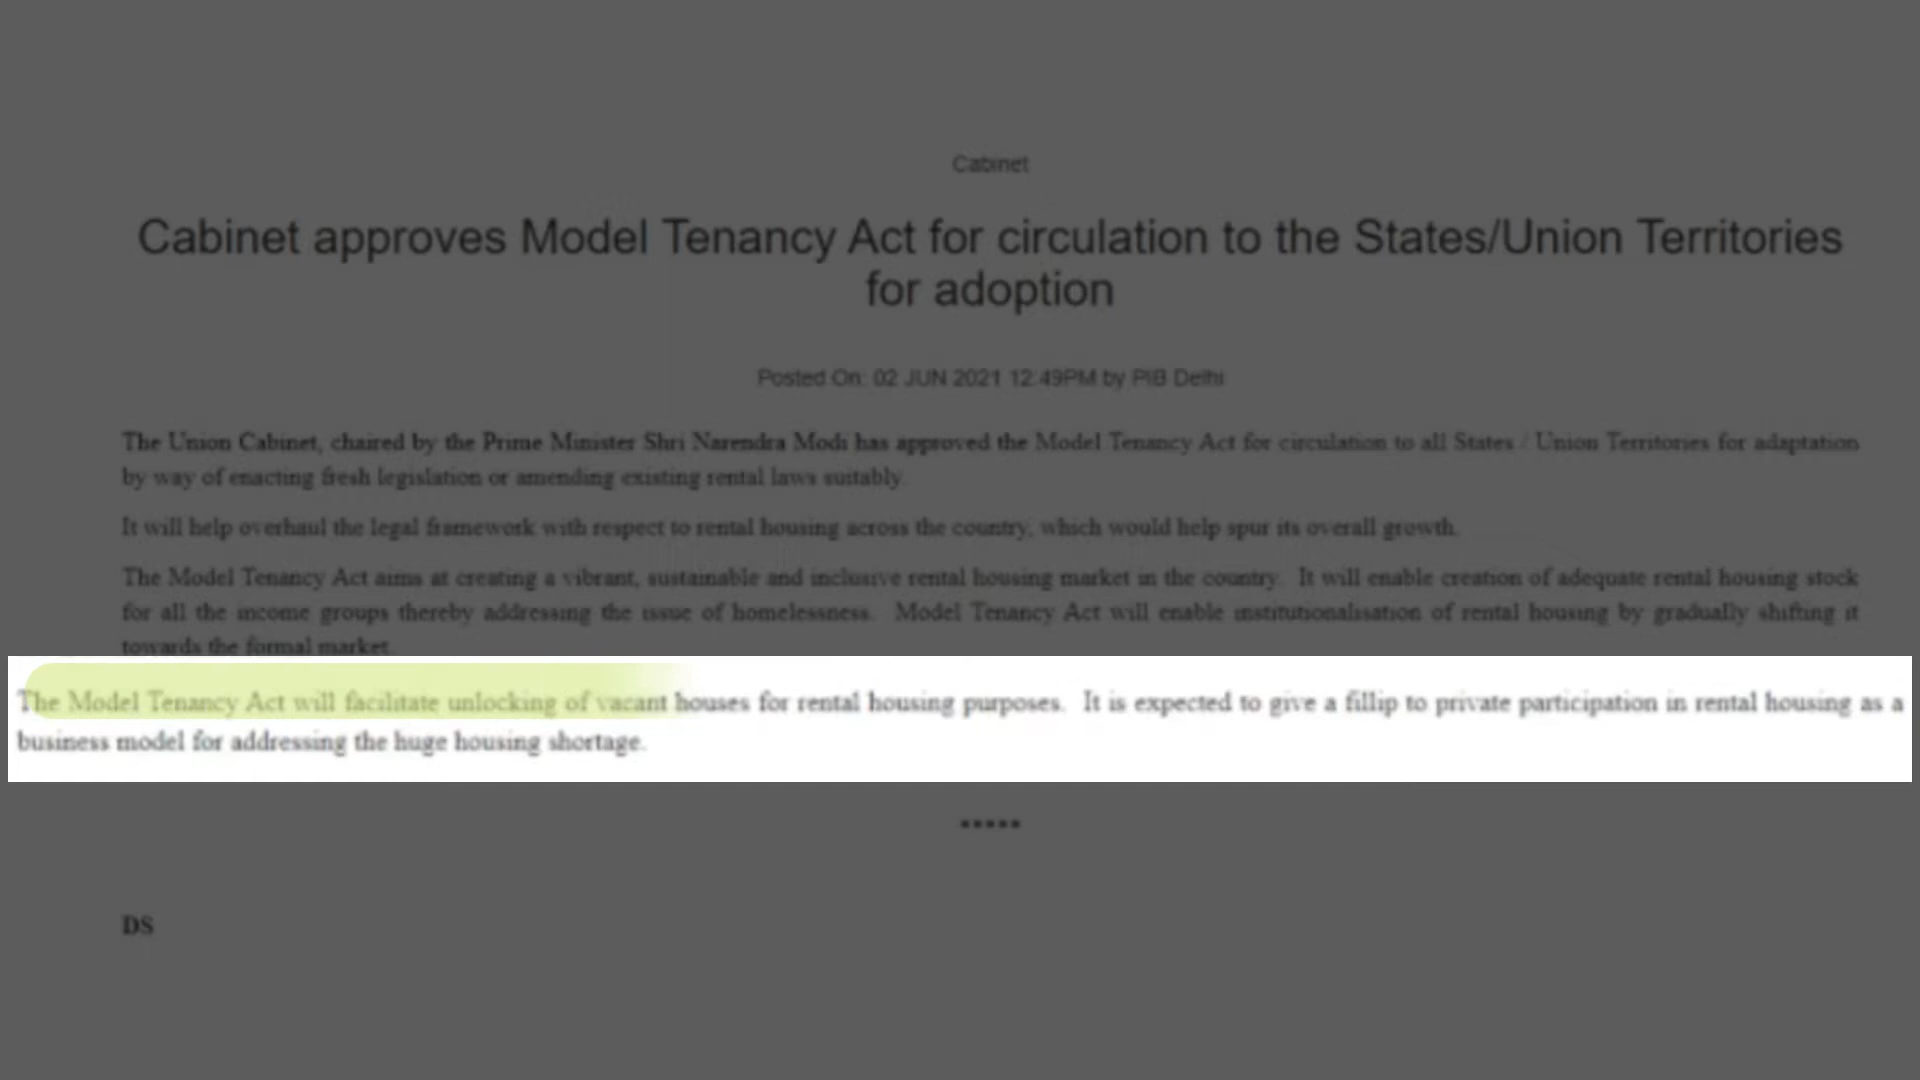 Cabinet
Cabinet approves Model Tenancy Act for circulation to the States/Union Territories
for adoption
Posted On: 02 JUN 2021 12:49PM by PIB Delhi
The Union Cabinet, chaired by the Prime Minister Shri Narendra Modi has approved the Model Tenancy Act for circulation to all States / Union Territories for adaptation
by way of enacting fresh legislation or amending existing rental laws suitably.
It will help overhaul the legal framework with respect to rental housing across the country, which would help spur its overall growth.
The Model Tenancy Act aims at creating a vibrant, sustainable and inclusive rental housing market in the country. It will enable creation of adequate rental housing stock
for all the income groups thereby addressing the issue of homelessness. Model Tenancy Act will enable institutionalisation of rental housing by gradually shifting it
towards the formal market.
The Model Tenancy Act will facilitate unlocking of vacant houses for rental housing purposes. It is expected to give a fillip to private participation in rental housing as a
business model for addressing the huge housing shortage.
*****
DS